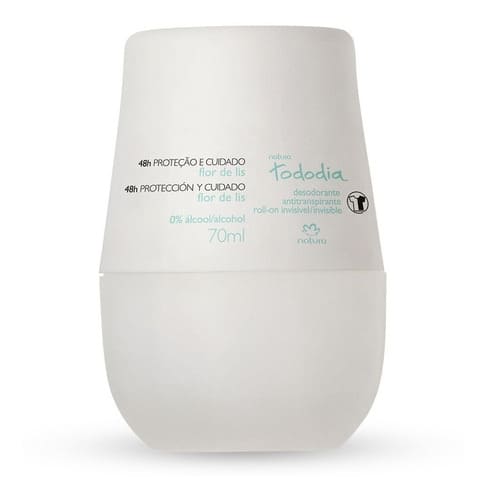 48h PROTEÇÃO E CUIDADO
flor de lis
48h PROTECCIÓN Y CUIDADO
flor de lis
0% álcool/alcohol
70ml
natura
tododia
desodorante
antitranspirante
roll-on invisível/invisible
natura